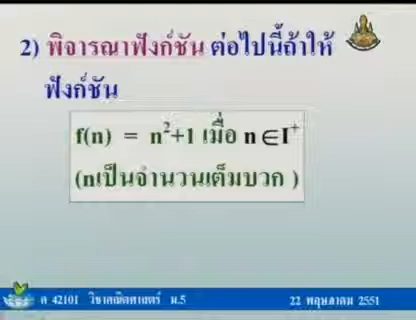 2) พิจารณาฟังก์ชัน ต่อไปนี้ถ้าให้
ฟังก์ชัน
f(n) = n²+1 เมื่อ n ∈ I⁺
(nเป็นจำนวนเต็มบวก )
ค 42101 วิชาคณิตศาสตร์ ม.5 22 พฤษภาคม 2551